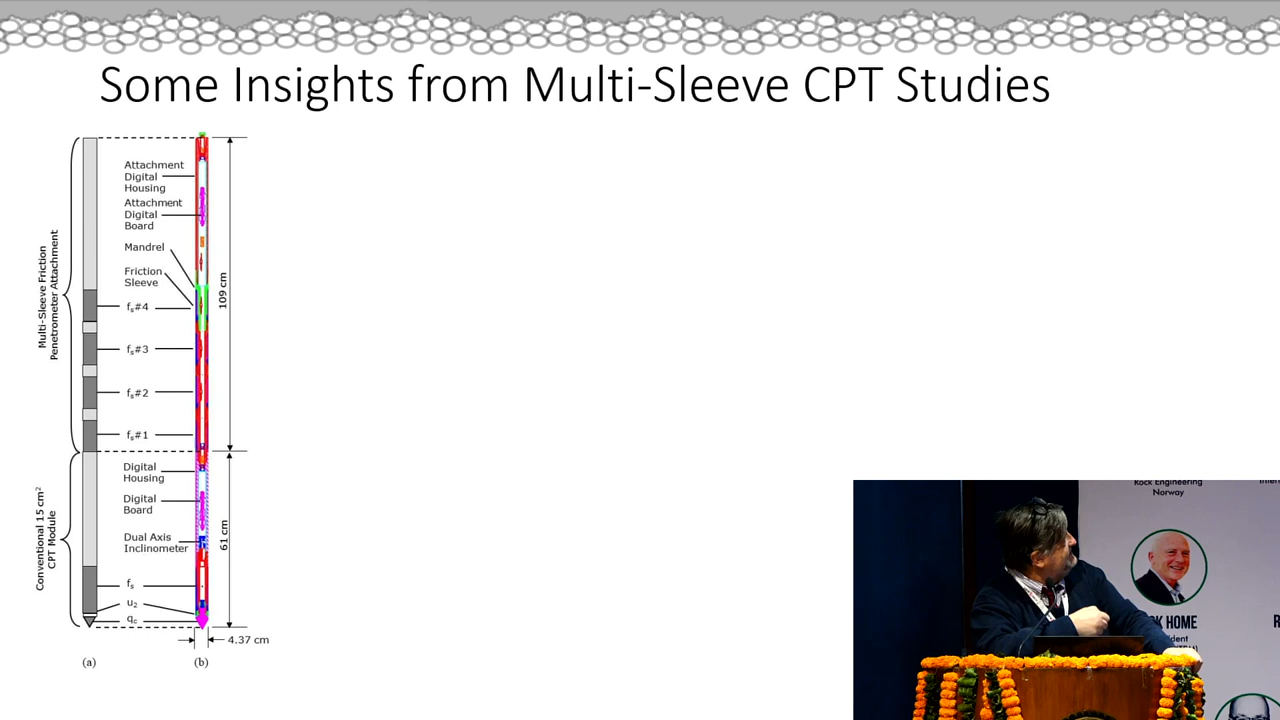 Some Insights from Multi-Sleeve CPT Studies
Multi-Sleeve Friction
Penetrometer Attachment
Attachment
Digital
Housing
Attachment
Digital
Board
Mandrel
Friction
Sleeve
fs#4
fs#3
fs#2
fs#1
109 cm
Conventional 15 cm²
CPT Module
Digital
Housing
Digital
Board
Dual Axis
Inclinometer
fs
u2
qc
61 cm
4.37 cm
(a)
(b)
Rock Engineering
Norway
HOME